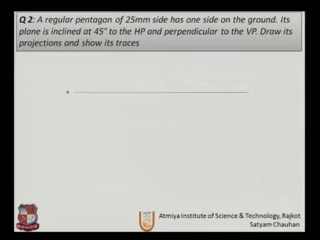 Q 2: A regular pentagon of 25mm side has one side on the ground. Its
plane is inclined at 45° to the HP and perpendicular to the VP. Draw its
projections and show its traces
x
Atmiya Institute of Science & Technology, Rajkot
Satyam Chauhan